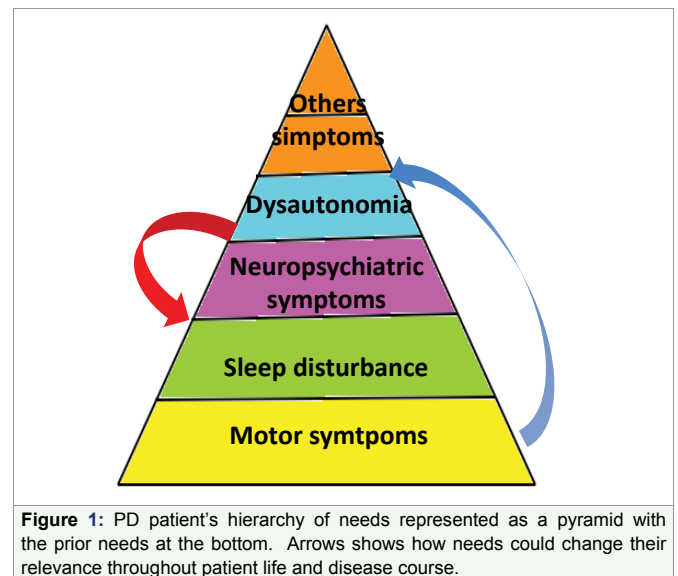 Others
simptoms
Dysautonomia
Neuropsychiatric
symptoms
Sleep disturbance
Motor symtpoms
Figure 1: PD patient's hierarchy of needs represented as a pyramid with
the prior needs at the bottom. Arrows shows how needs could change their
relevance throughout patient life and disease course.